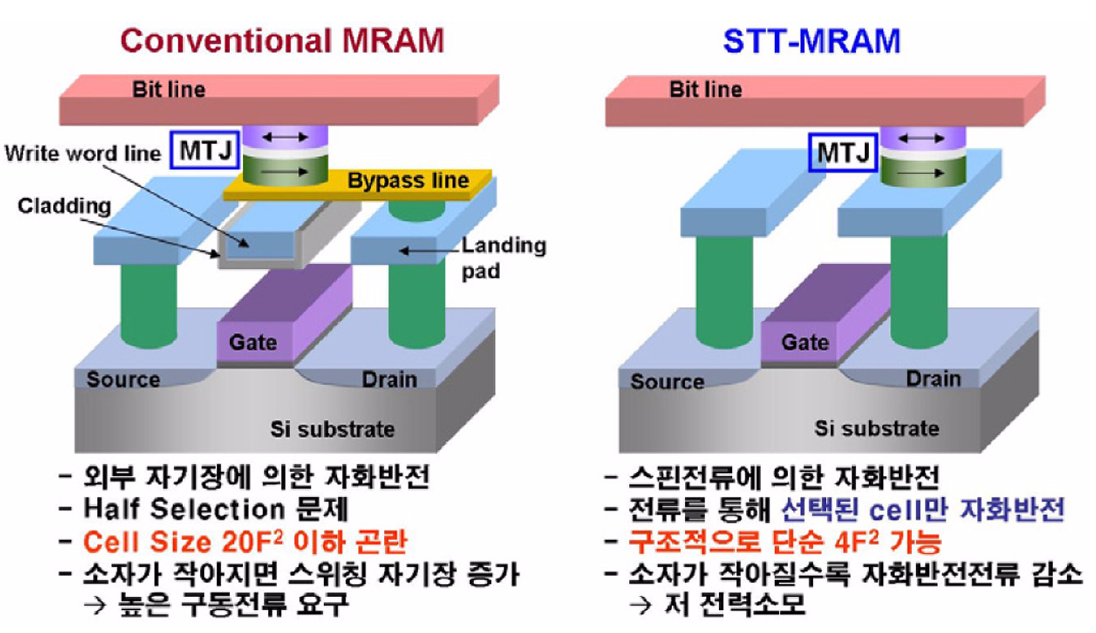 Conventional MRAM
Bit line
MTJ
Write word line
Bypass line
Cladding
Landing
pad
Gate
Source
Drain
Si substrate
- 외부 자기장에 의한 자화반전
- Half Selection 문제
- Cell Size 20F² 이하 곤란
- 소자가 작아지면 스위칭 자기장 증가
→ 높은 구동전류 요구
STT-MRAM
Bit line
MTJ
Gate
Source
Drain
Si substrate
- 스핀전류에 의한 자화반전
- 전류를 통해 선택된 cell만 자화반전
- 구조적으로 단순 4F² 가능
- 소자가 작아질수록 자화반전전류 감소
→ 저 전력소모